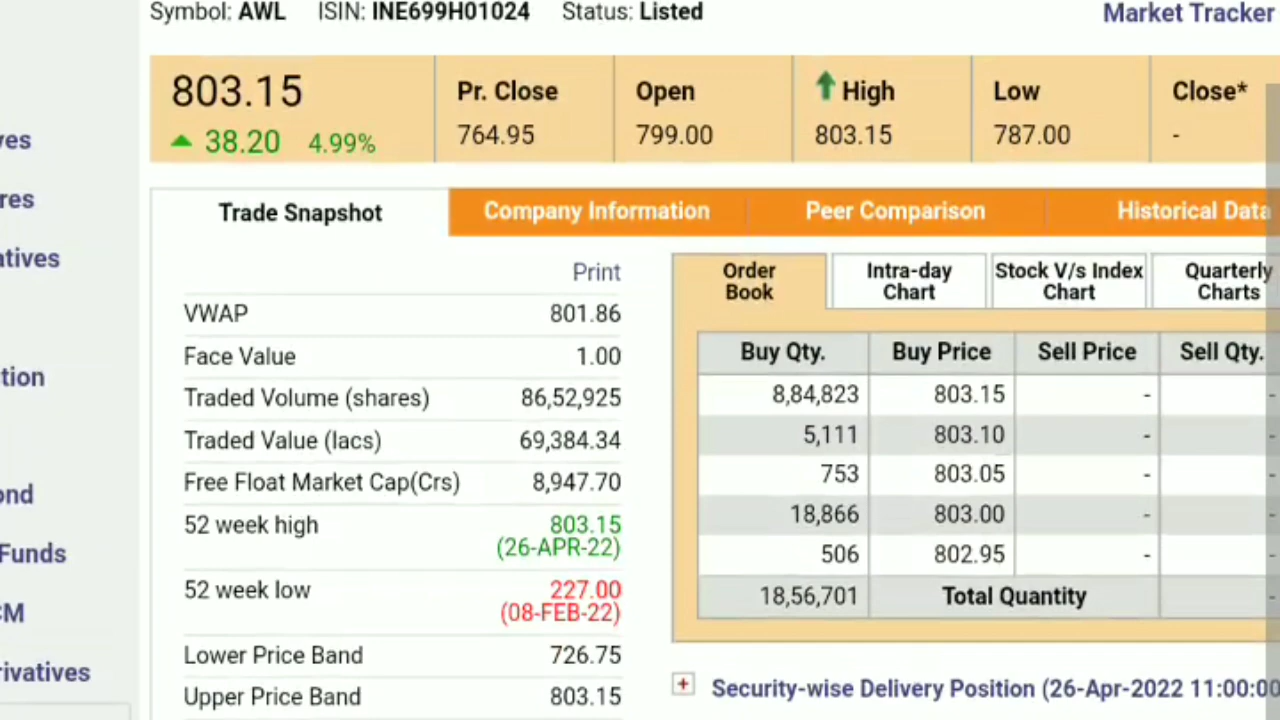 Symbol: AWL ISIN: INE699H01024 Status: Listed Market Tracker
803.15
38.20 4.99%
Pr. Close Open High Low Close*
764.95 799.00 803.15 787.00 -
Trade Snapshot Company Information Peer Comparison Historical Data
Print
VWAP 801.86
Face Value 1.00
Traded Volume (shares) 86,52,925
Traded Value (lacs) 69,384.34
Free Float Market Cap(Crs) 8,947.70
52 week high 803.15
(26-APR-22)
52 week low 227.00
(08-FEB-22)
Lower Price Band 726.75
Upper Price Band 803.15
Order Book
Intra-day Chart
Stock V/s Index Chart
Quarterly Charts
Buy Qty. Buy Price Sell Price Sell Qty.
8,84,823 803.15 - -
5,111 803.10 - -
753 803.05 - -
18,866 803.00 - -
506 802.95 - -
18,56,701 Total Quantity -
Security-wise Delivery Position (26-Apr-2022 11:00:00
ves
res
atives
tion
ond
Funds
CM
rivatives